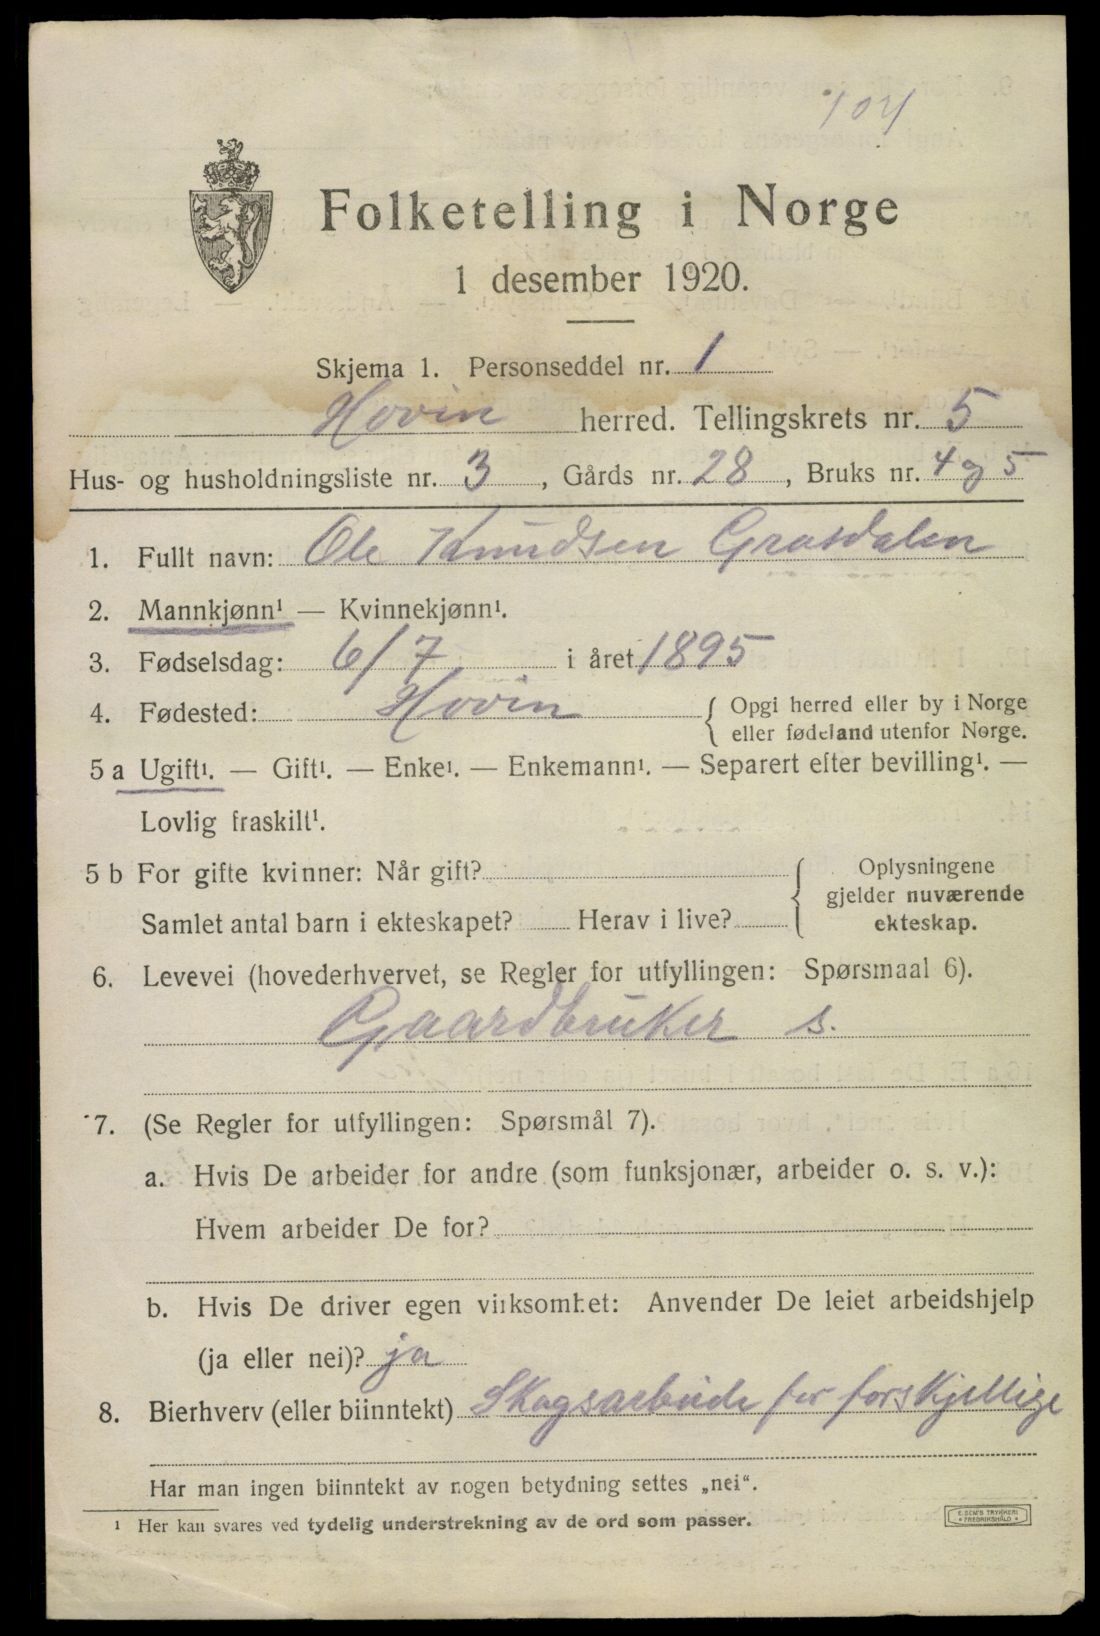 104
Folketelling i Norge
1 desember 1920.
Skjema 1. Personseddel nr. 1
Hovin herred. Tellingskrets nr. 5
Hus- og husholdningsliste nr. 3, Gårds nr. 28, Bruks nr. 4 og 5
1. Fullt navn: Ole Knudsen Grasdalen
2. Mannkjønn¹ — Kvinnekjønn¹.
3. Fødselsdag: 6/7 i året 1895
4. Fødested: Hovin { Opgi herred eller by i Norge
eller fødeland utenfor Norge.
5 a Ugift¹. — Gift¹. — Enke¹. — Enkemann¹. — Separert efter bevilling¹. —
Lovlig fraskilt¹.
5 b For gifte kvinner: Når gift? { Oplysningene
gjelder nuværende
Samlet antal barn i ekteskapet? Herav i live? ekteskap.
6. Levevei (hovederhvervet, se Regler for utfyllingen: Spørsmaal 6).
Gaardbruker s.
7. (Se Regler for utfyllingen: Spørsmål 7).
a. Hvis De arbeider for andre (som funksjonær, arbeider o. s. v.):
Hvem arbeider De for?
b. Hvis De driver egen virksomhet: Anvender De leiet arbeidshjelp
(ja eller nei)? ja
8. Bierhverv (eller biinntekt) Skogsarbeide for forskjellige
Har man ingen biinntekt av nogen betydning settes „nei“.
¹ Her kan svares ved tydelig understrekning av de ord som passer.
E. SEM'S TRYKKERI
FREDRIKSHALD